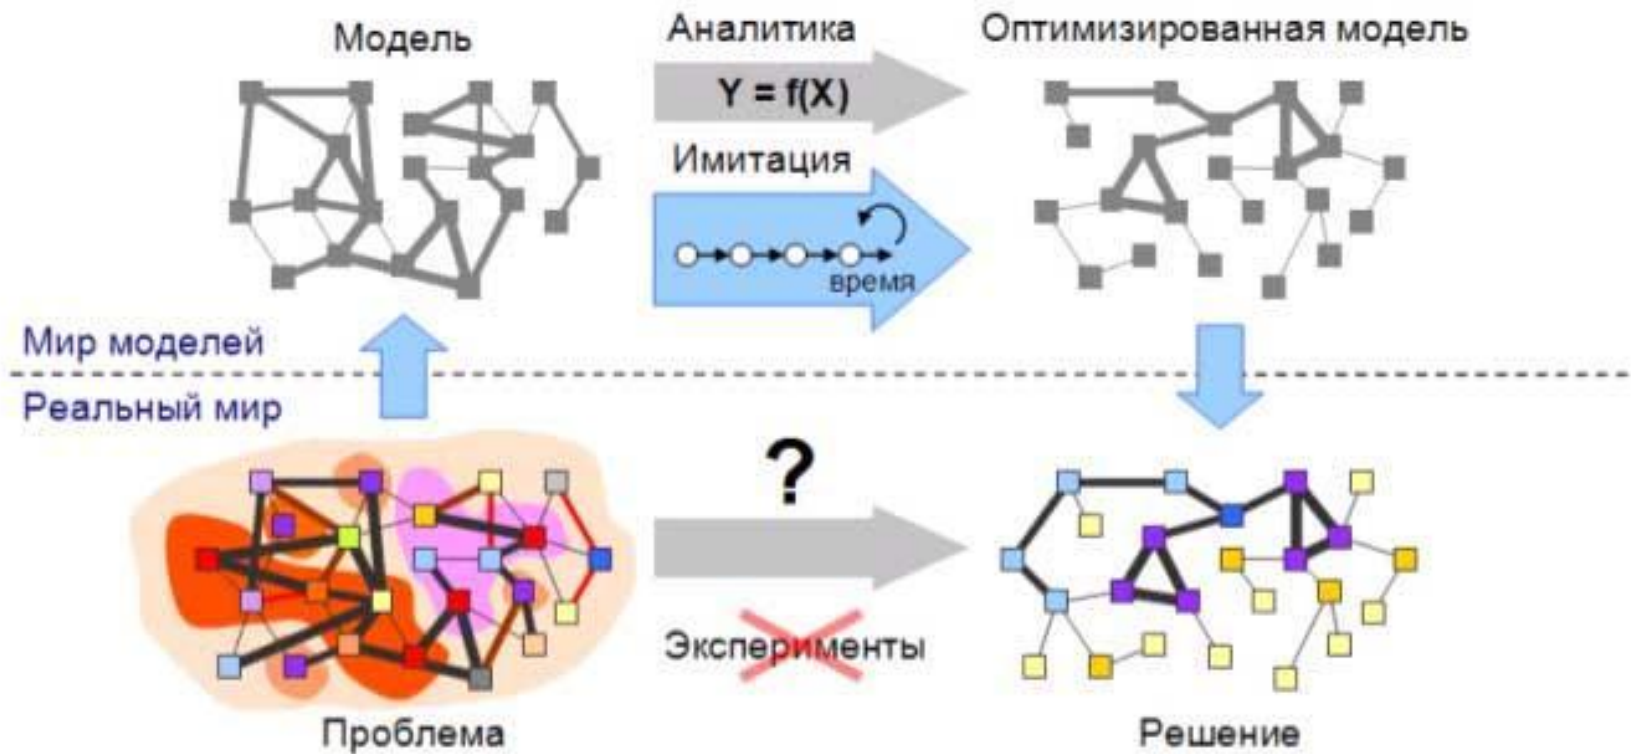 Модель
Аналитика
Оптимизированная модель
Y = f(X)
Имитация
время
Мир моделей
Реальный мир
?
Эксперименты
Проблема
Решение